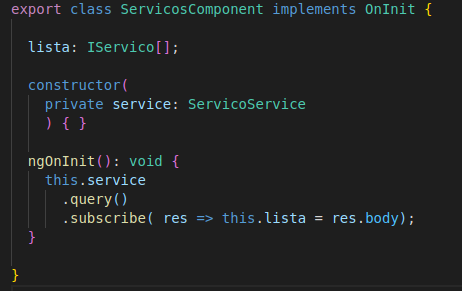 export class ServicosComponent implements OnInit {
lista: IServico[];
constructor(
private service: ServicoService
) { }
ngOnInit(): void {
this.service
.query()
.subscribe( res => this.lista = res.body);
}
}